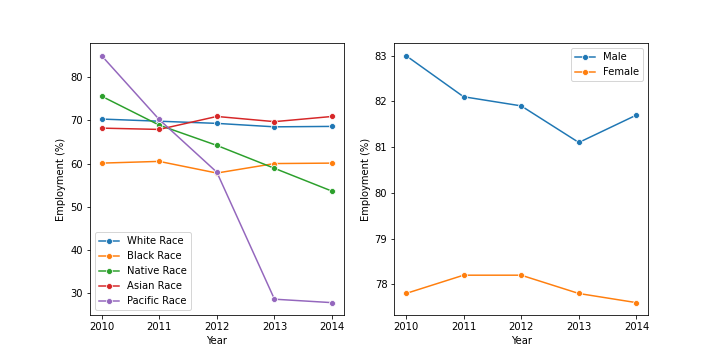 Employment (%)
80
70
60
50
40
30
White Race
Black Race
Native Race
Asian Race
Pacific Race
2010 2011 2012 2013 2014
Year
Employment (%)
83
82
81
80
79
78
Male
Female
2010 2011 2012 2013 2014
Year